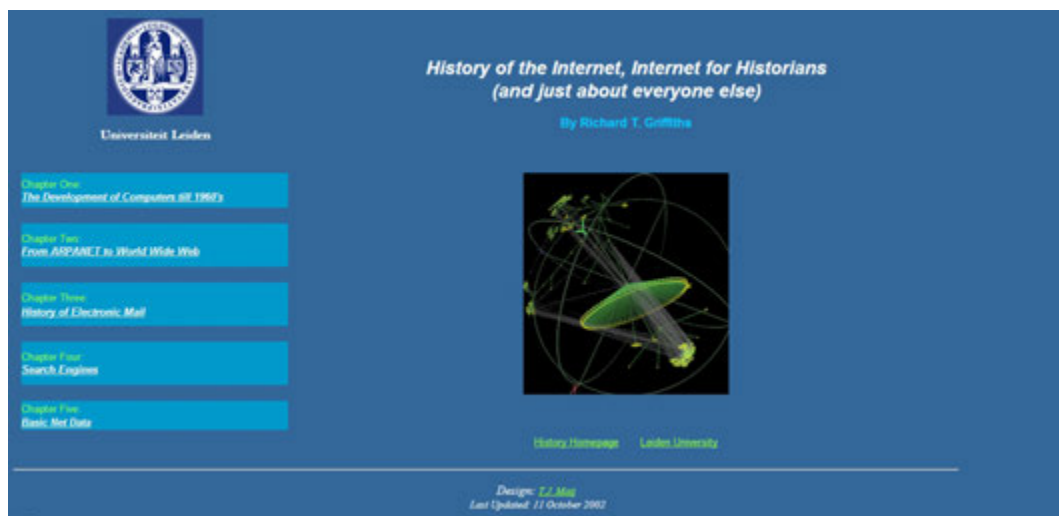 Universiteit Leiden
Chapter One:
The Development of Computers till 1960's
Chapter Two:
From ARPANET to World Wide Web
Chapter Three:
History of Electronic Mail
Chapter Four:
Search Engines
Chapter Five:
Basic Net Data
History of the Internet, Internet for Historians
(and just about everyone else)
By Richard T. Griffiths
History Homepage Leiden University
Design:
Last Updated: 11 October 2002